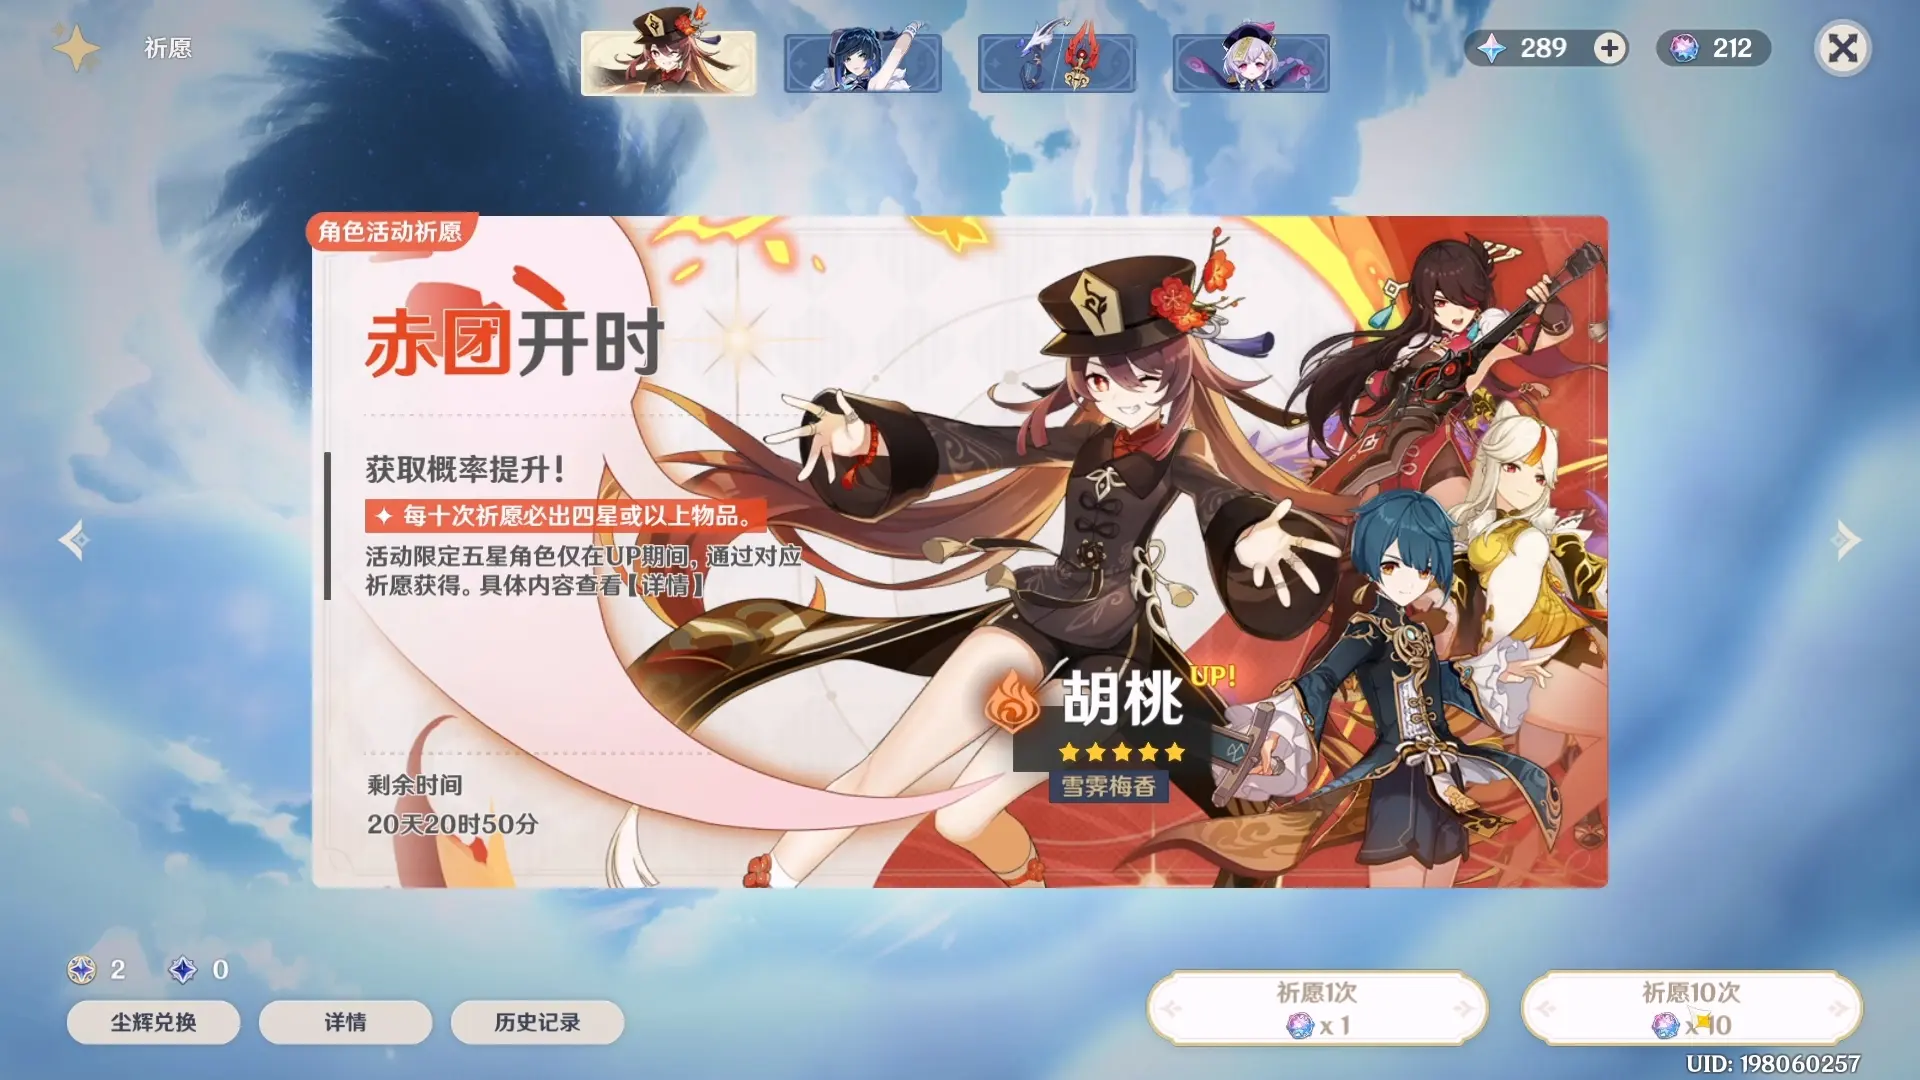 祈愿
289
212
角色活动祈愿
赤团开时
获取概率提升！
每十次祈愿必出四星或以上物品。
活动限定五星角色仅在UP期间，通过对应
祈愿获得。具体内容查看【详情】
胡桃
UP!
雪霁梅香
剩余时间
20天20时50分
2
0
尘辉兑换
详情
历史记录
祈愿1次
x 1
祈愿10次
x 10
UID: 198060257